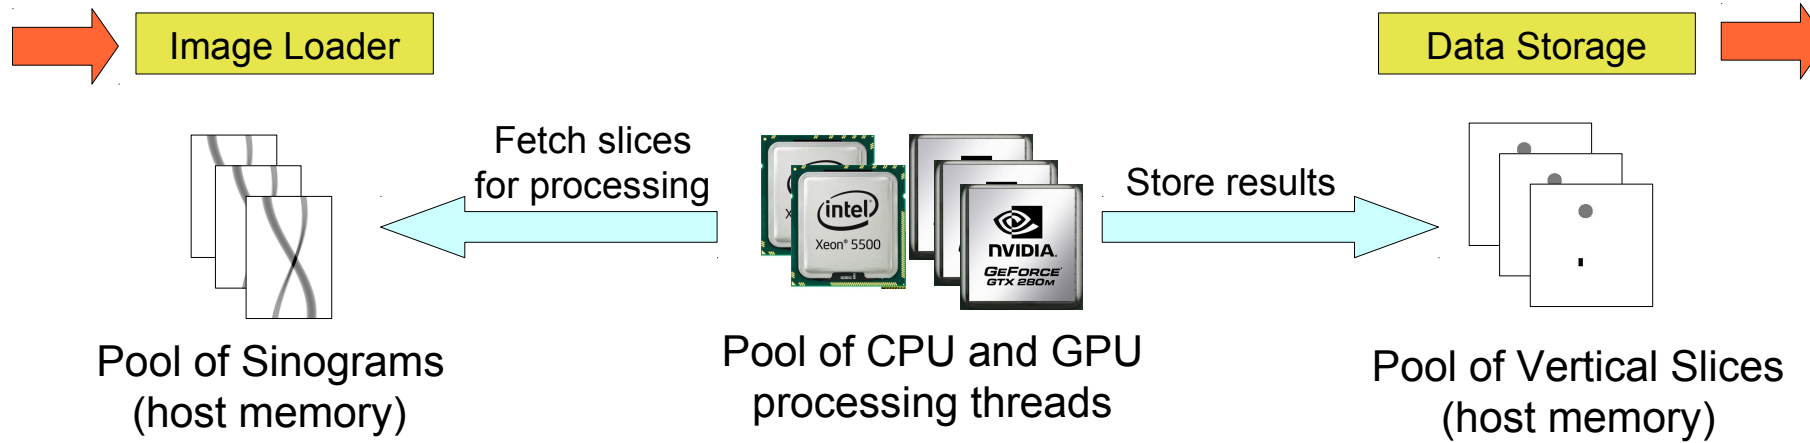 Image Loader
Data Storage
Fetch slices
for processing
Store results
intel
Xeon® 5500
NVIDIA.
GEFORCE
GTX 280M
Pool of Sinograms
(host memory)
Pool of CPU and GPU
processing threads
Pool of Vertical Slices
(host memory)